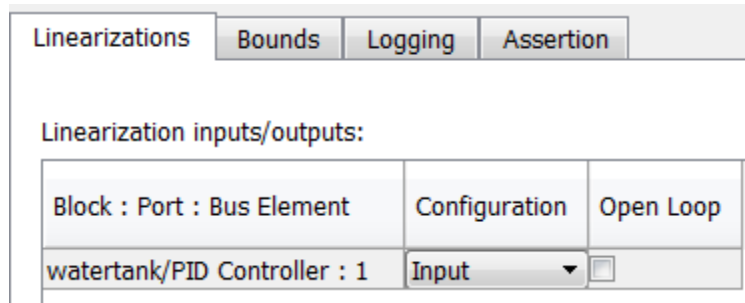 Linearizations Bounds Logging Assertion
Linearization inputs/outputs:
Block : Port : Bus Element Configuration Open Loop
watertank/PID Controller : 1 Input